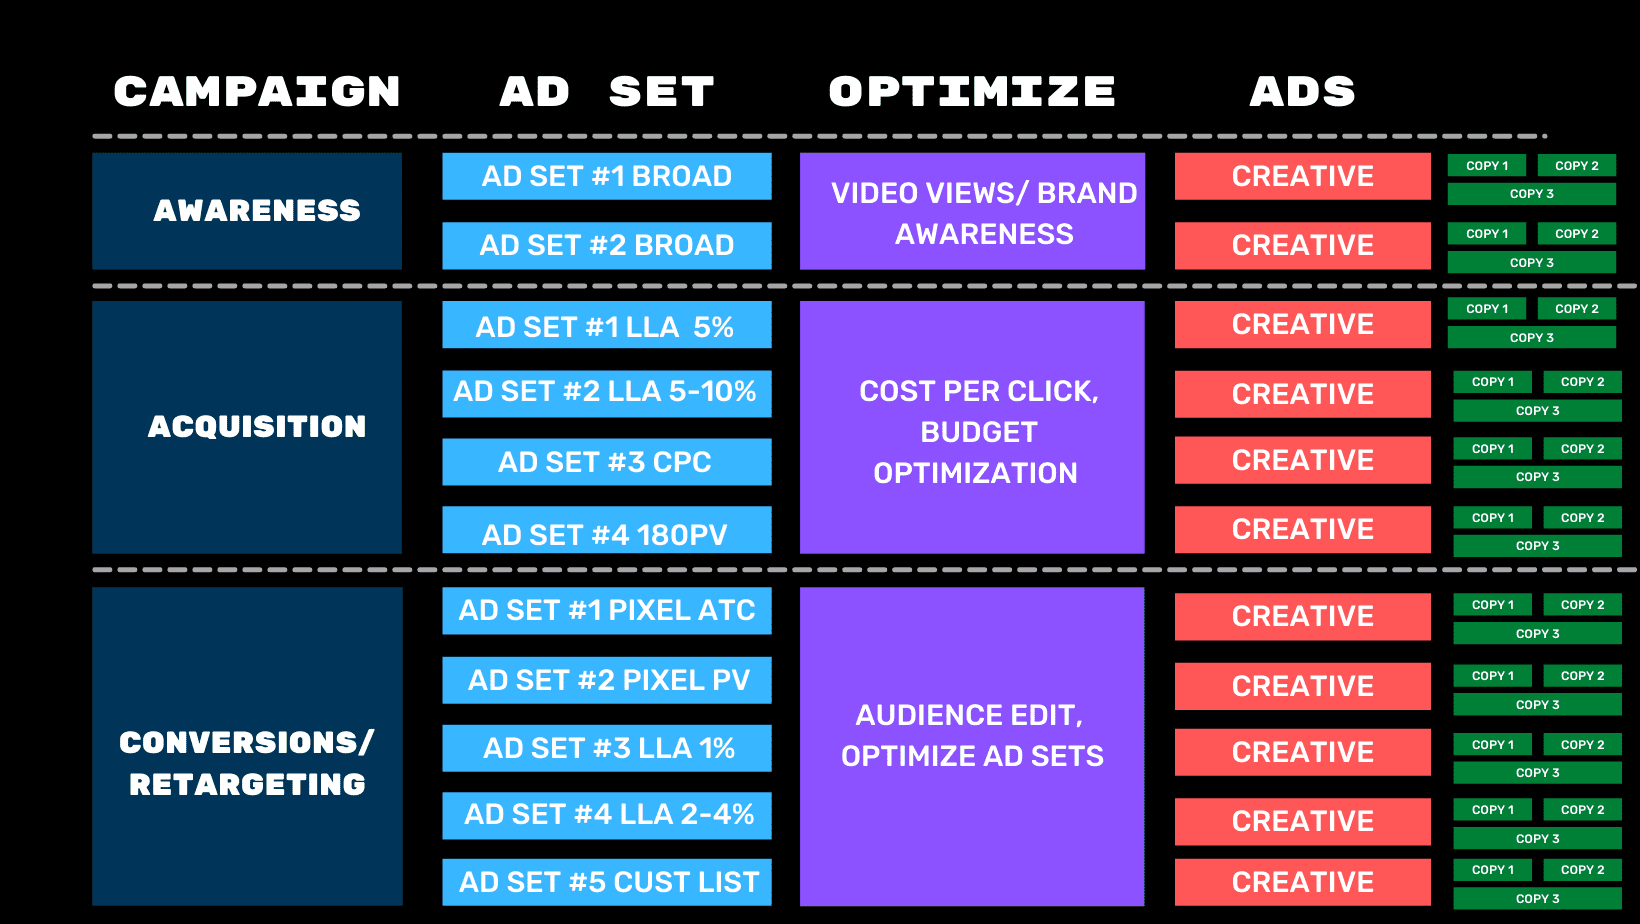 CAMPAIGN AD SET OPTIMIZE ADS
AWARENESS
AD SET #1 BROAD
AD SET #2 BROAD
VIDEO VIEWS/ BRAND
AWARENESS
CREATIVE
COPY 1 COPY 2
COPY 3
CREATIVE
COPY 1 COPY 2
COPY 3
ACQUISITION
AD SET #1 LLA 5%
AD SET #2 LLA 5-10%
AD SET #3 CPC
AD SET #4 180PV
COST PER CLICK,
BUDGET
OPTIMIZATION
CREATIVE
COPY 1 COPY 2
COPY 3
CREATIVE
COPY 1 COPY 2
COPY 3
CREATIVE
COPY 1 COPY 2
COPY 3
CREATIVE
COPY 1 COPY 2
COPY 3
CONVERSIONS/
RETARGETING
AD SET #1 PIXEL ATC
AD SET #2 PIXEL PV
AD SET #3 LLA 1%
AD SET #4 LLA 2-4%
AD SET #5 CUST LIST
AUDIENCE EDIT,
OPTIMIZE AD SETS
CREATIVE
COPY 1 COPY 2
COPY 3
CREATIVE
COPY 1 COPY 2
COPY 3
CREATIVE
COPY 1 COPY 2
COPY 3
CREATIVE
COPY 1 COPY 2
COPY 3
CREATIVE
COPY 1 COPY 2
COPY 3